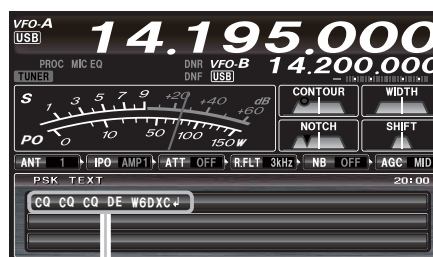 VFO-A
USB
14.195.000
PROC MIC EQ DNR VFO-B 14.200.000
TUNER DNF USB
S 1 3 5 7 9 +20 +40 +60 dB
PO 0 10 50 100 150 W
CONTOUR WIDTH
NOTCH SHIFT
ANT 1 IPO AMP1 ATT OFF R.FLT 3kHz NB OFF AGC MID
PSK TEXT 20:00
CQ CQ CQ DE W6DXC↲